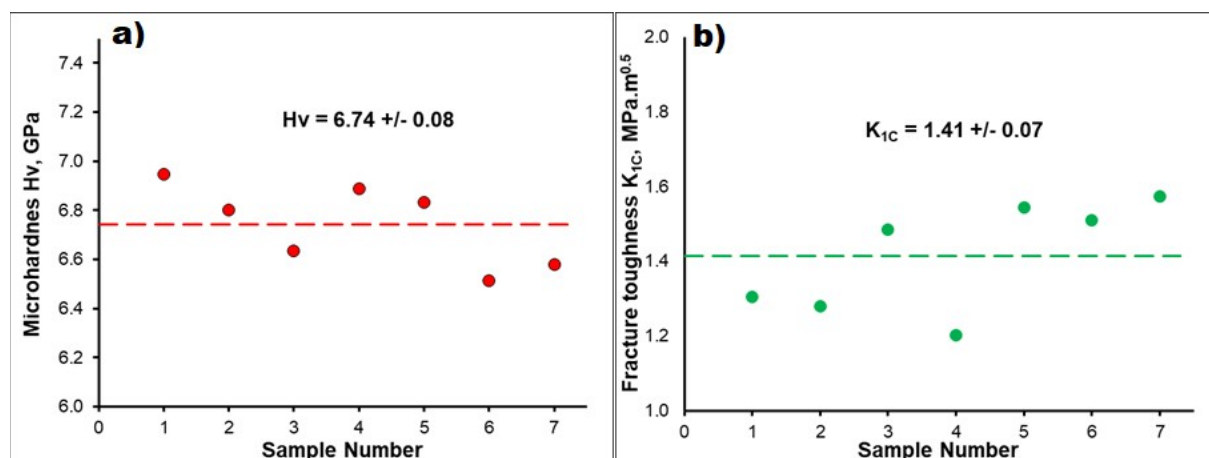 a)
Microhardnes Hv, GPa
7.4
7.2
7.0
6.8
6.6
6.4
6.2
6.0
Hv = 6.74 +/- 0.08
0 1 2 3 4 5 6 7
Sample Number
b)
Fracture toughness K1C, MPa.m0.5
2.0
1.8
1.6
1.4
1.2
1.0
K1C = 1.41 +/- 0.07
0 1 2 3 4 5 6 7
Sample Number